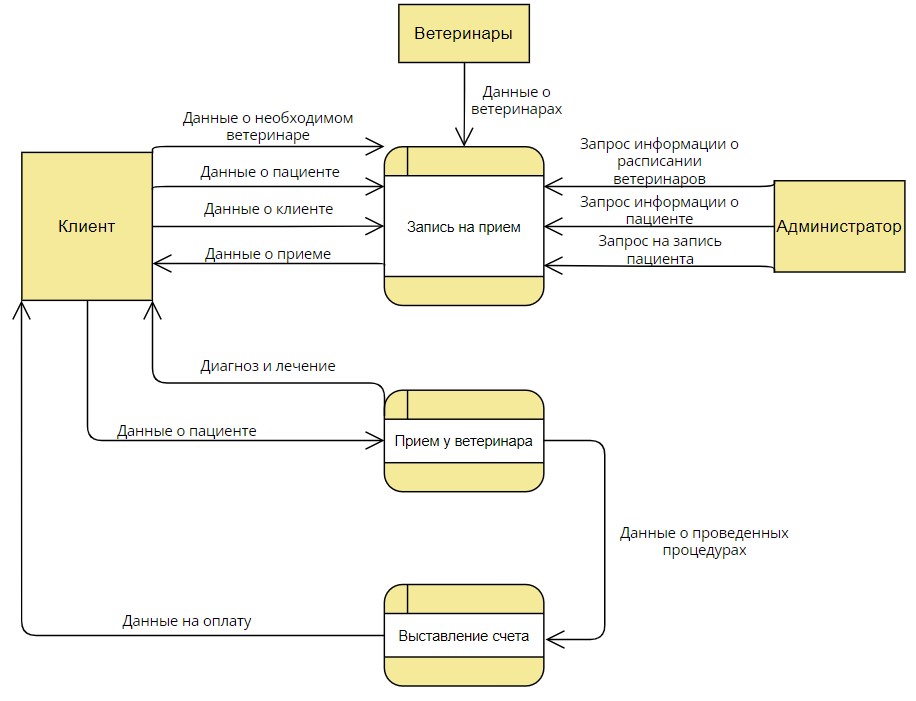 Ветеринары
Данные о
ветеринарах
Данные о необходимом
ветеринаре
Данные о пациенте
Данные о клиенте
Данные о приеме
Клиент
Запись на прием
Запрос информации о
расписании
ветеринаров
Запрос информации о
пациенте
Запрос на запись
пациента
Администратор
Диагноз и лечение
Данные о пациенте
Прием у ветеринара
Данные о проведенных
процедурах
Данные на оплату
Выставление счета